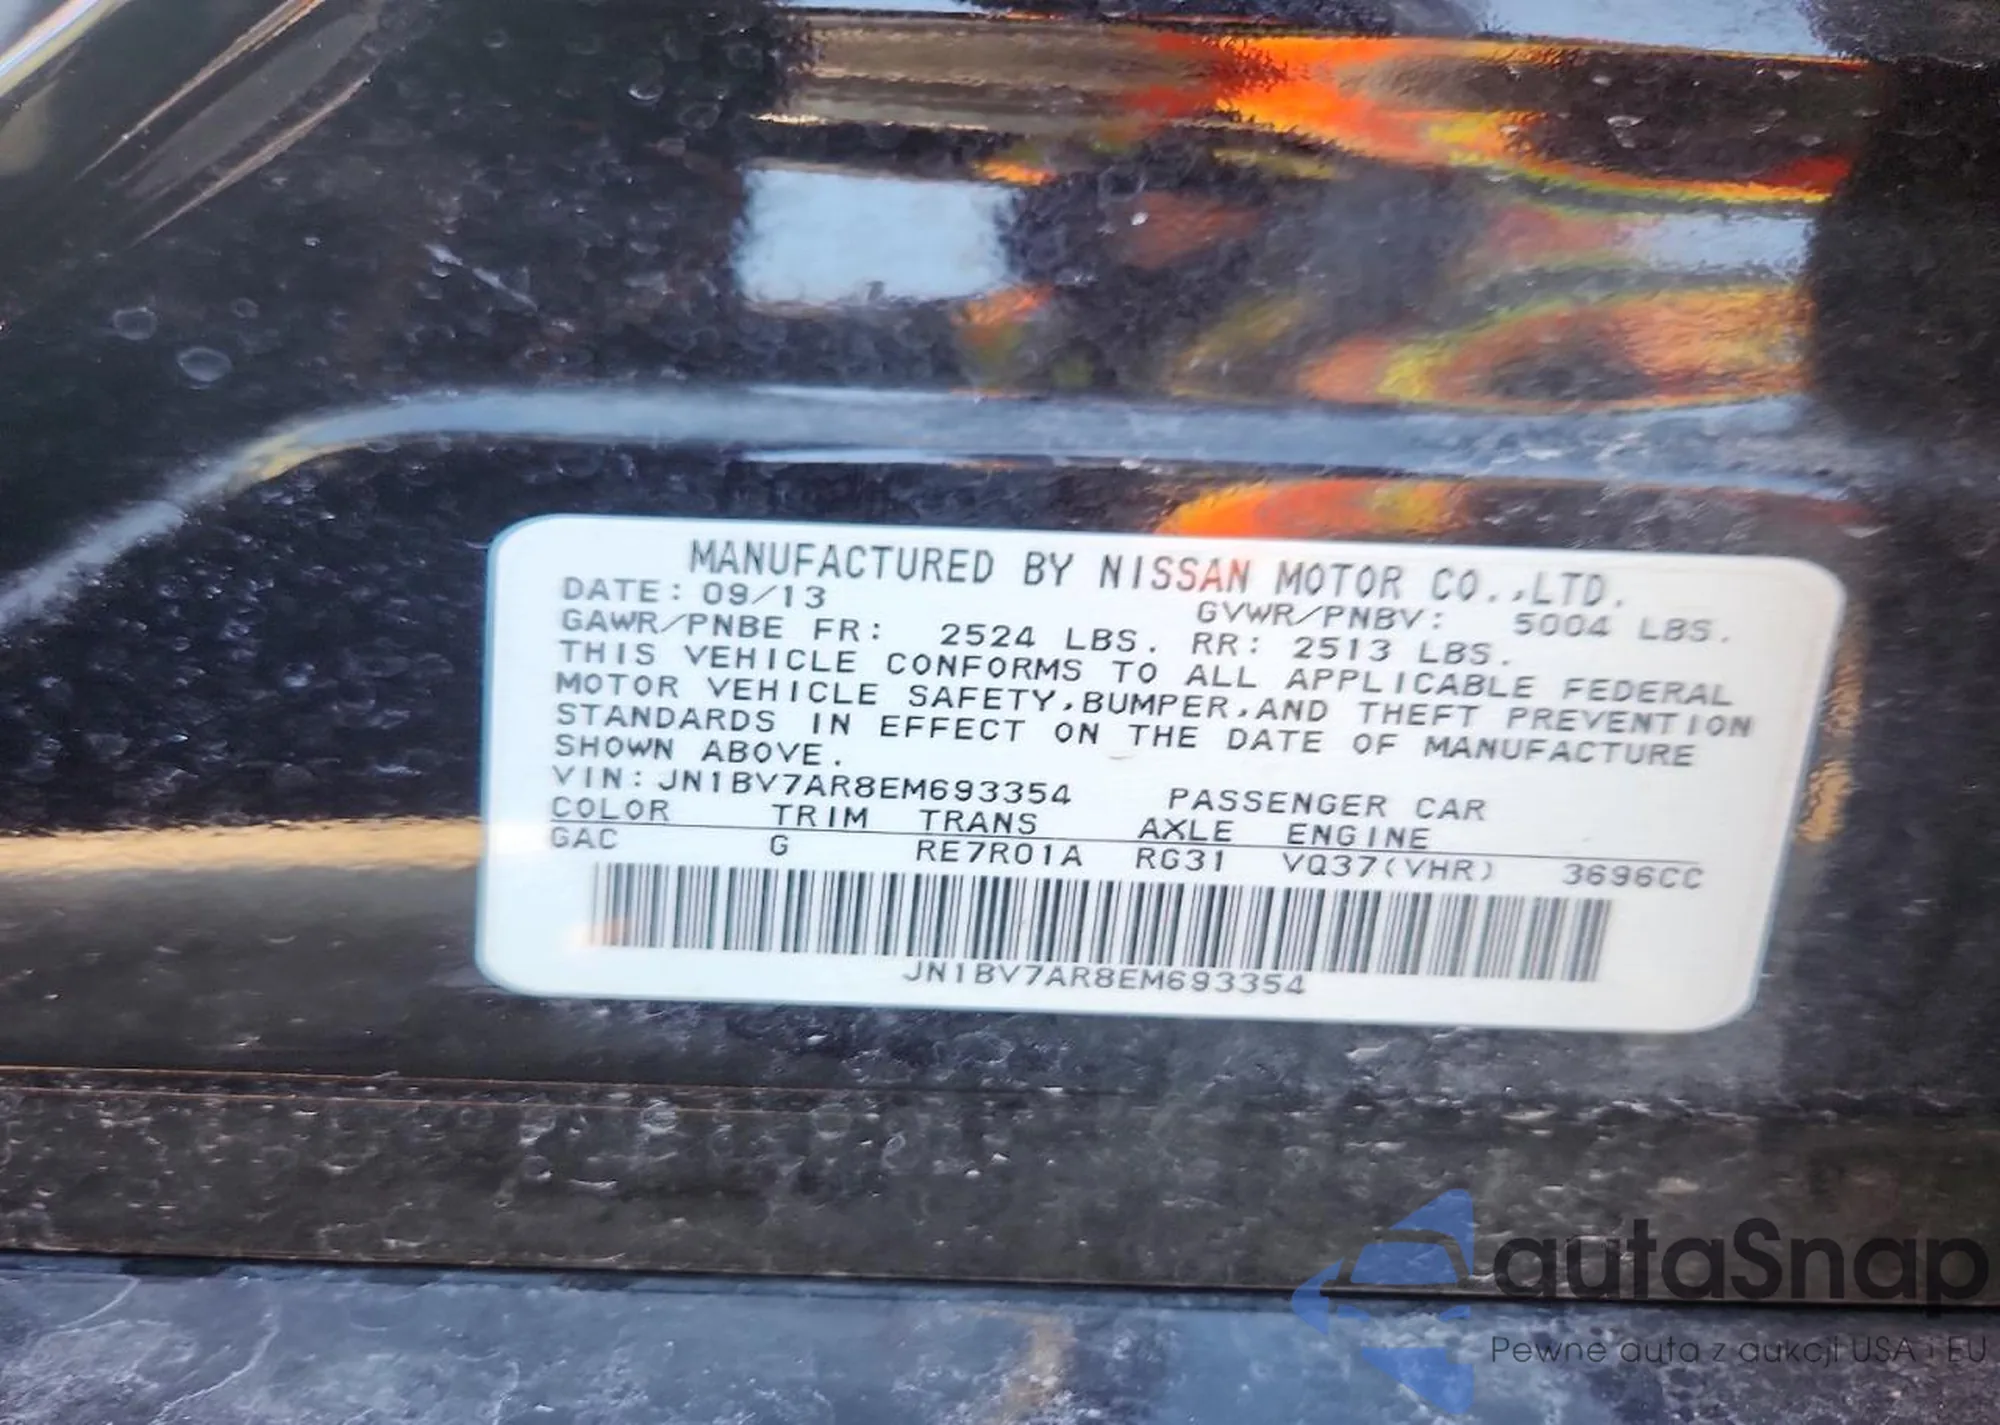 MANUFACTURED BY NISSAN MOTOR CO.,LTD.
DATE: 09/13 GVWR/PNBV: 5004 LBS.
GAWR/PNBE FR: 2524 LBS. RR: 2513 LBS.
THIS VEHICLE CONFORMS TO ALL APPLICABLE FEDERAL
MOTOR VEHICLE SAFETY,BUMPER,AND THEFT PREVENTION
STANDARDS IN EFFECT ON THE DATE OF MANUFACTURE
SHOWN ABOVE.
VIN: JN1BV7AR8EM693354 PASSENGER CAR
COLOR TRIM TRANS AXLE ENGINE
GAC G RE7R01A RG31 VQ37(VHR) 3696CC
JN1BV7AR8EM693354
autaSnap
Pewne auta z aukcji USA i EU